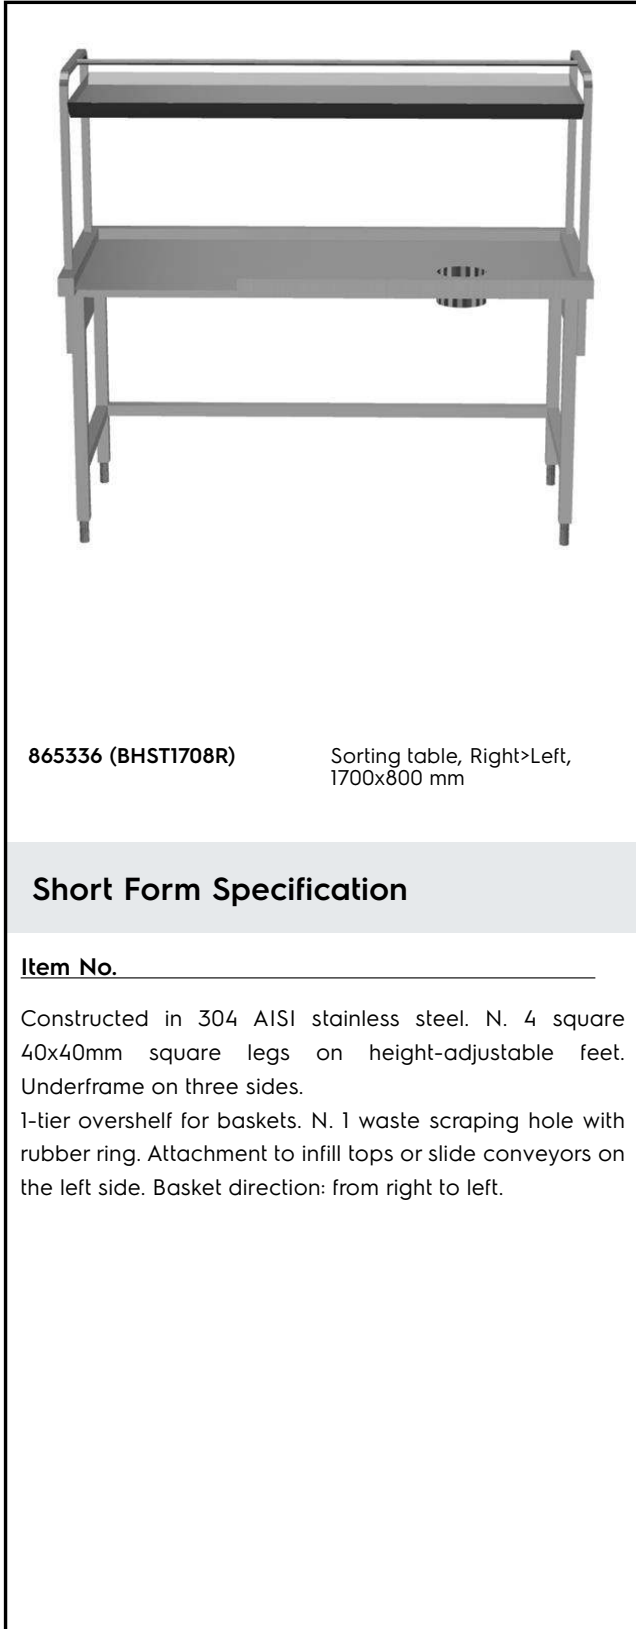 865336 (BHST1708R)
Sorting table, Right>Left,
1700x800 mm
Short Form Specification
Item No.
Constructed in 304 AISI stainless steel. N. 4 square
40x40mm square legs on height-adjustable feet.
Underframe on three sides.
1-tier overshelf for baskets. N. 1 waste scraping hole with
rubber ring. Attachment to infill tops or slide conveyors on
the left side. Basket direction: from right to left.